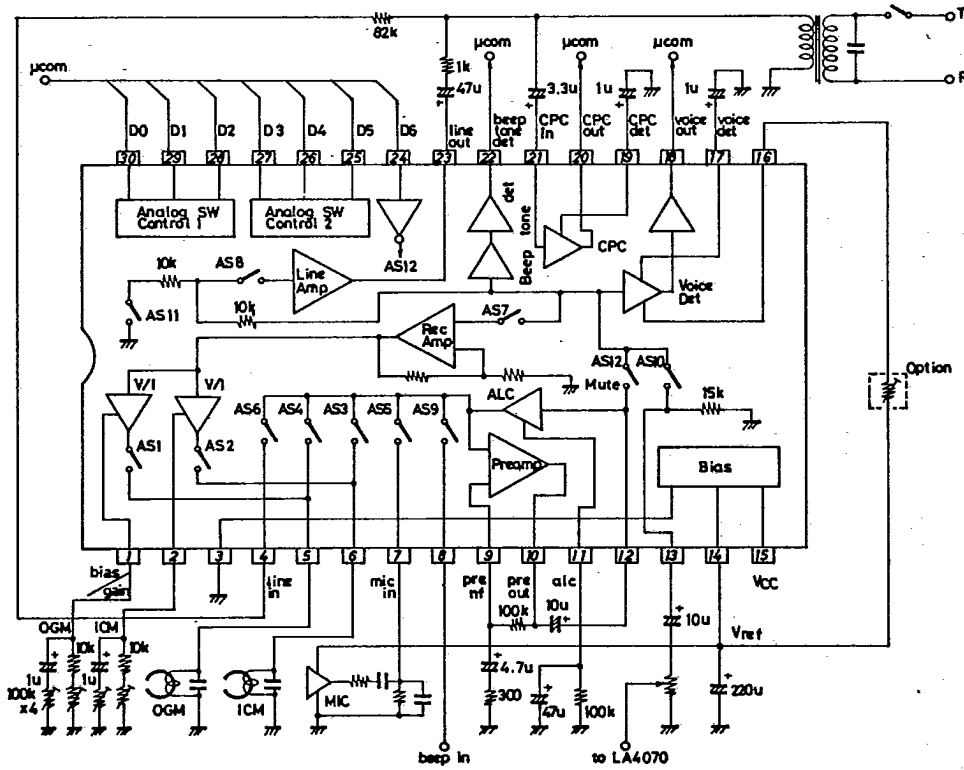 82k
T
R
μcom
1k
47u
+
μcom
3.3u
+
μcom
1u
+
μcom
1u
+
D0
D1
D2
D3
D4
D5
D6
line out
beep tone det
CPC in
CPC out
CPC det
voice out
voice det
30
29
28
27
26
25
24
23
22
21
20
19
18
17
16
Analog SW Control 1
Analog SW Control 2
AS12
det
Beep tone
CPC
Voice Det
10k
AS8
Line Amp
AS11
10k
AS7
Rec Amp
AS12
AS10
Mute
Option
V/I
V/I
AS6
AS4
AS3
AS5
AS9
ALC
15k
AS1
AS2
Preamp
Bias
1
2
3
4
5
6
7
8
9
10
11
12
13
14
15
bias
gain
line in
mic in
pre nf
pre out
alc
VCC
OGM
ICM
10k
10k
+
1u
+
1u
100k
x4
OGM
ICM
MIC
100k
10u
+
+
4.7u
300
+
47u
100k
+
10u
Vref
+
220u
beep in
to LA4070